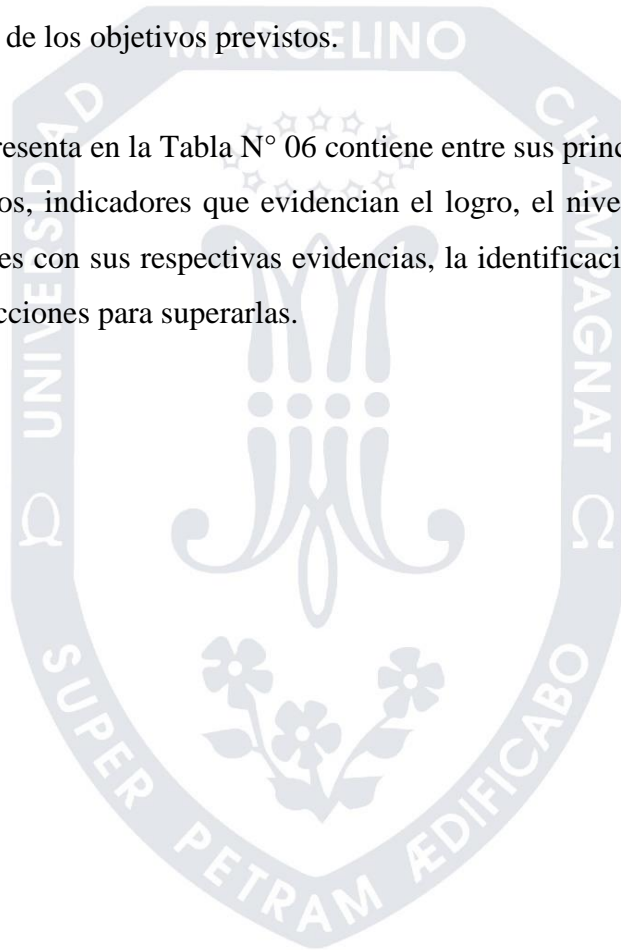 de los objetivos previstos.
resenta en la Tabla N° 06 contiene entre sus princ
os, indicadores que evidencian el logro, el nive
es con sus respectivas evidencias, la identificaci
cciones para superarlas.
UNIVERSIDAD MARCELINO CHAMPAGNAT
Ω Ω
SUPER PETRAM ÆDIFICABO